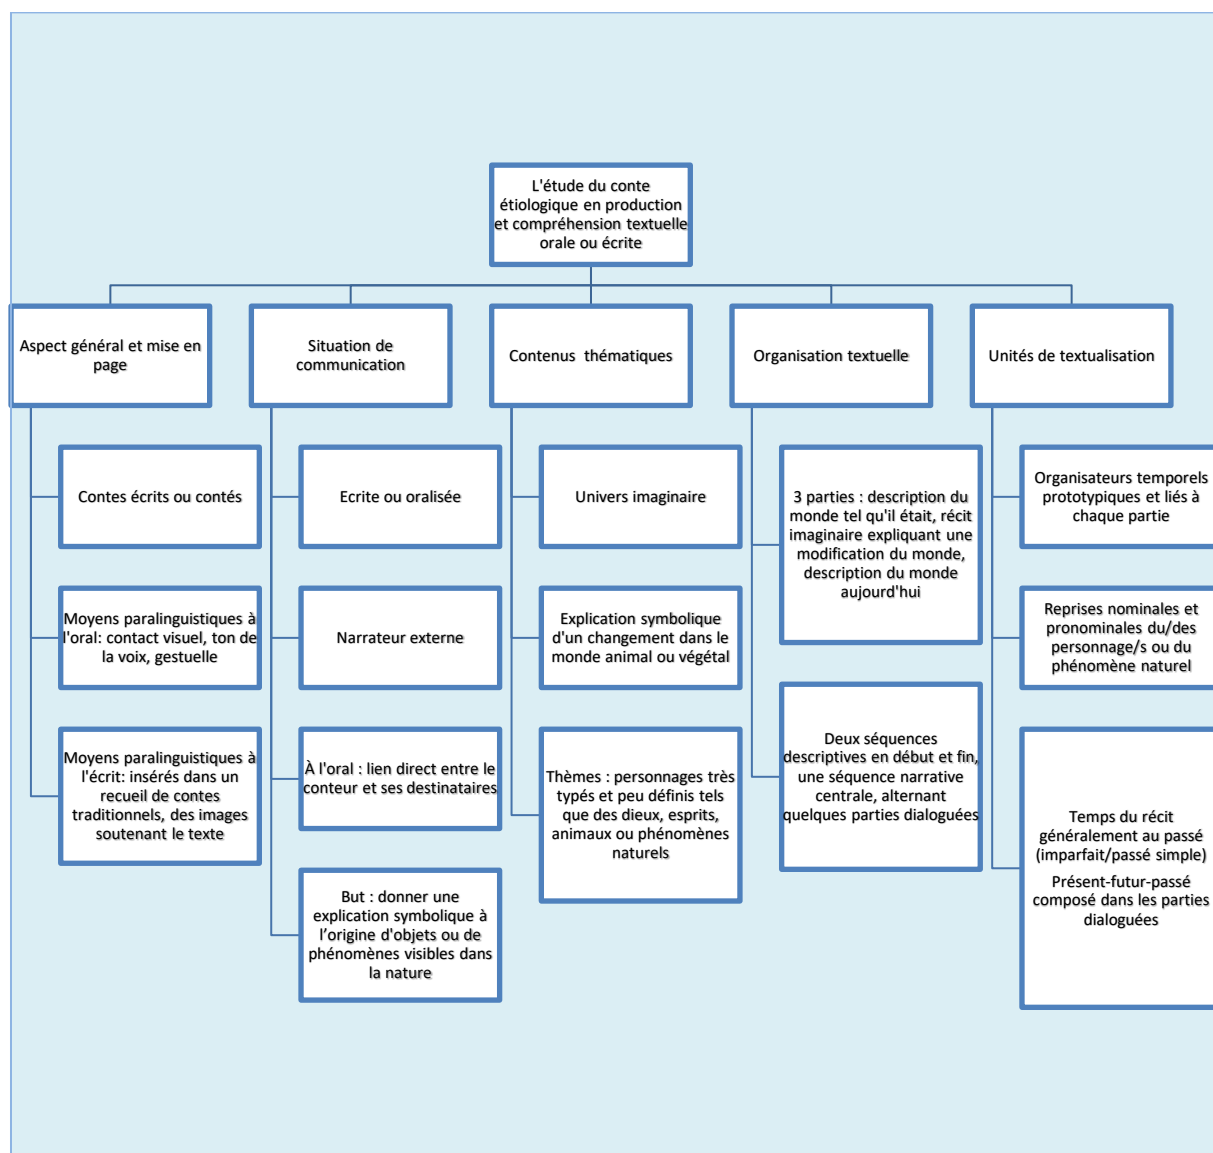 L'étude du conte
étiologique en production
et compréhension textuelle
orale ou écrite
Aspect général et mise en
page
Contes écrits ou contés
Moyens paralinguistiques à
l'oral: contact visuel, ton de
la voix, gestuelle
Moyens paralinguistiques à
l'écrit: insérés dans un
recueil de contes
traditionnels, des images
soutenant le texte
Situation de
communication
Ecrite ou oralisée
Narrateur externe
À l'oral : lien direct entre le
conteur et ses destinataires
But : donner une
explication symbolique à
l’origine d'objets ou de
phénomènes visibles dans
la nature
Contenus  thématiques
Univers imaginaire
Explication symbolique
d'un changement dans le
monde animal ou végétal
Thèmes : personnages très
typés et peu définis tels
que des dieux, esprits,
animaux ou phénomènes
naturels
Organisation textuelle
3 parties : description du
monde tel qu'il était, récit
imaginaire expliquant une
modification du monde,
description du monde
aujourd'hui
Deux séquences
descriptives en début et fin,
une séquence narrative
centrale, alternant
quelques parties dialoguées
Unités de textualisation
Organisateurs temporels
prototypiques et liés à
chaque partie
Reprises nominales et
pronominales du/des
personnage/s ou du
phénomène naturel
Temps du récit
généralement au passé
(imparfait/passé simple)
Présent-futur-passé
composé dans les parties
dialoguées